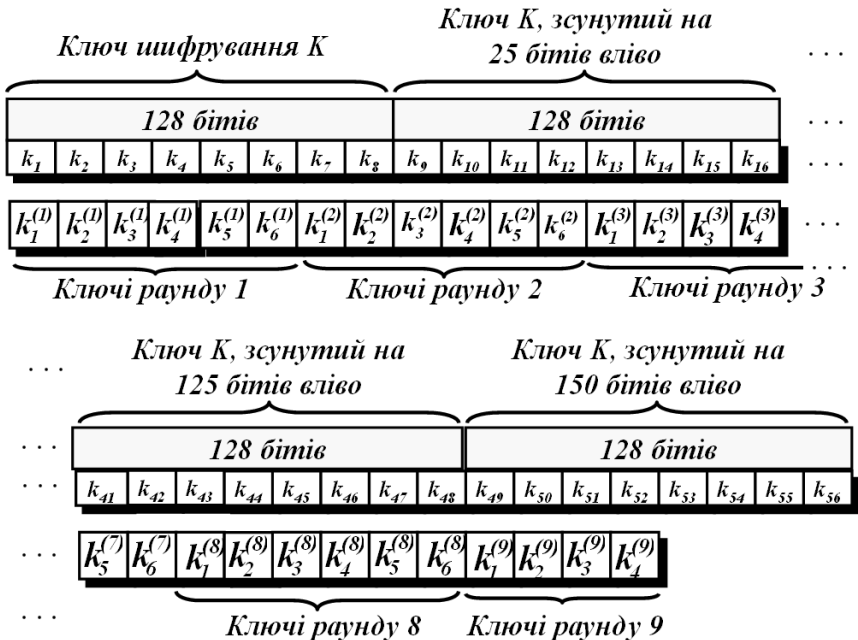 Ключ шифрування K
Ключ K, зсунутий на
25 бітів вліво
. . .
128 бітів 128 бітів . . .
k₁ k₂ k₃ k₄ k₅ k₆ k₇ k₈ k₉ k₁₀ k₁₁ k₁₂ k₁₃ k₁₄ k₁₅ k₁₆ . . .
k₁⁽¹⁾ k₂⁽¹⁾ k₃⁽¹⁾ k₄⁽¹⁾ k₅⁽¹⁾ k₆⁽¹⁾ k₁⁽²⁾ k₂⁽²⁾ k₃⁽²⁾ k₄⁽²⁾ k₅⁽²⁾ k₆⁽²⁾ k₁⁽³⁾ k₂⁽³⁾ k₃⁽³⁾ k₄⁽³⁾ . . .
Ключі раунду 1 Ключі раунду 2 Ключі раунду 3 . . .
. . .
Ключ K, зсунутий на
125 бітів вліво
Ключ K, зсунутий на
150 бітів вліво
. . . 128 бітів 128 бітів
. . . k₄₁ k₄₂ k₄₃ k₄₄ k₄₅ k₄₆ k₄₇ k₄₈ k₄₉ k₅₀ k₅₁ k₅₂ k₅₃ k₅₄ k₅₅ k₅₆
. . . k₅⁽⁷⁾ k₆⁽⁷⁾ k₁⁽⁸⁾ k₂⁽⁸⁾ k₃⁽⁸⁾ k₄⁽⁸⁾ k₅⁽⁸⁾ k₆⁽⁸⁾ k₁⁽⁹⁾ k₂⁽⁹⁾ k₃⁽⁹⁾ k₄⁽⁹⁾
. . . Ключі раунду 8 Ключі раунду 9